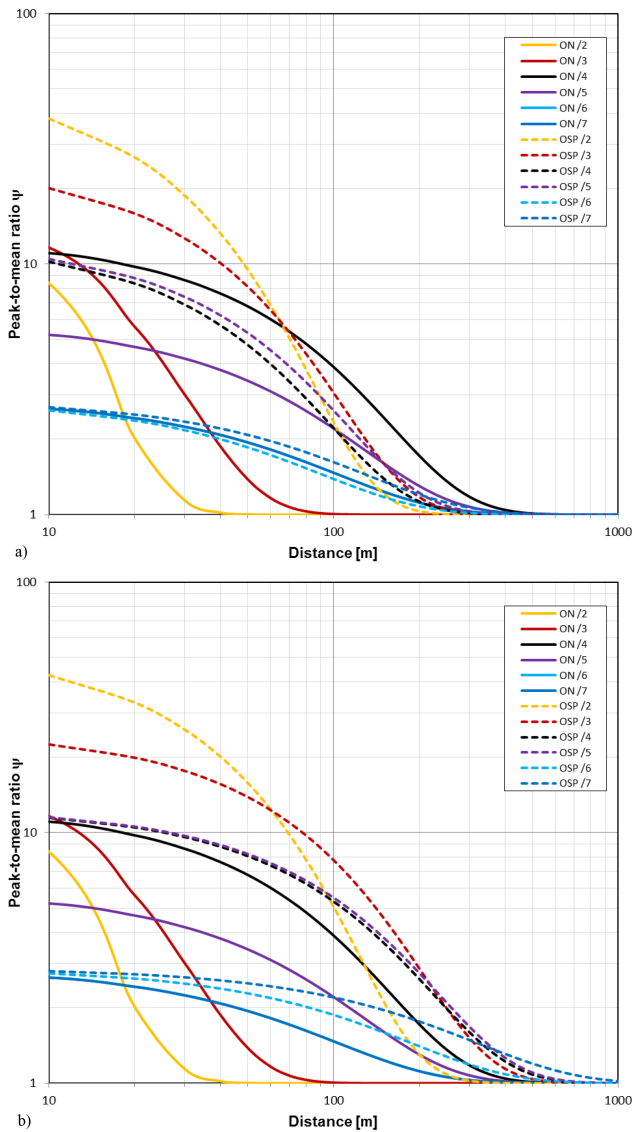 100
10
1
Peak-to-mean ratio ψ
ON /2
ON /3
ON /4
ON /5
ON /6
ON /7
OSP /2
OSP /3
OSP /4
OSP /5
OSP /6
OSP /7
10
100
1000
Distance [m]
a)
100
10
1
Peak-to-mean ratio ψ
ON /2
ON /3
ON /4
ON /5
ON /6
ON /7
OSP /2
OSP /3
OSP /4
OSP /5
OSP /6
OSP /7
10
100
1000
Distance [m]
b)